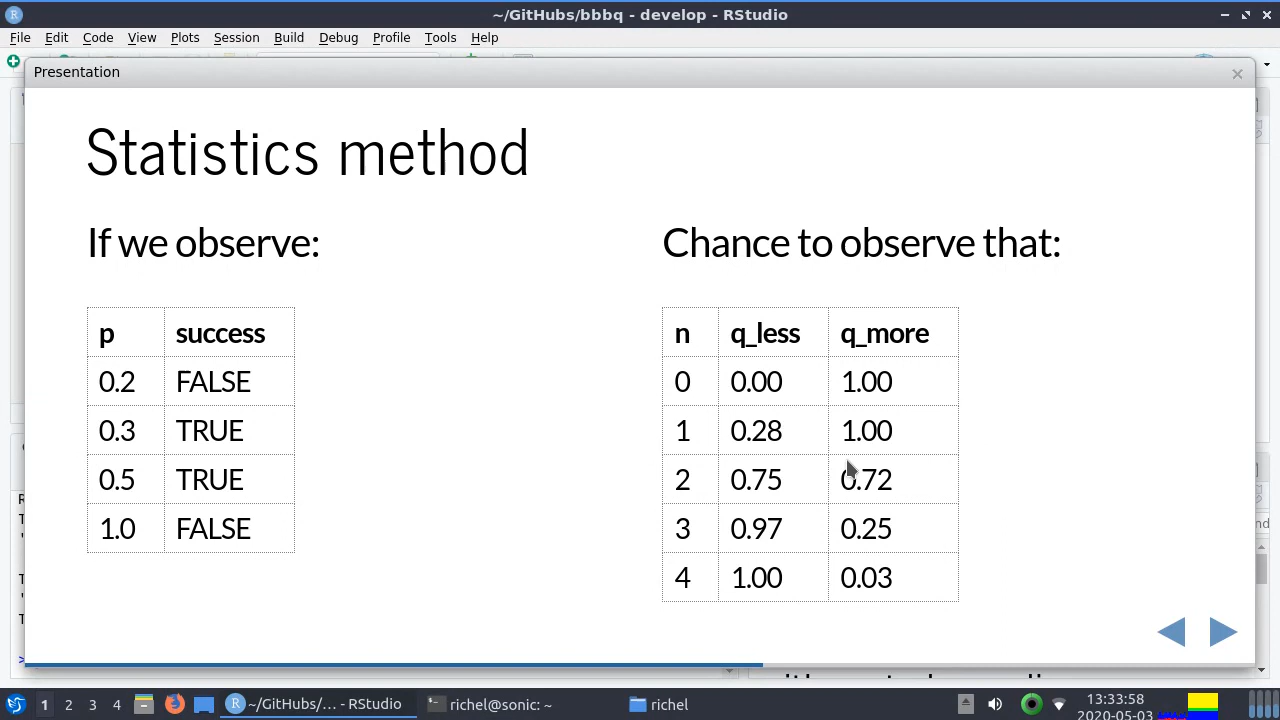 ~/GitHubs/bbbq - develop - RStudio
File Edit Code View Plots Session Build Debug Profile Tools Help
Presentation
Statistics method
If we observe:
p success
0.2 FALSE
0.3 TRUE
0.5 TRUE
1.0 FALSE
Chance to observe that:
n q_less q_more
0 0.00 1.00
1 0.28 1.00
2 0.75 0.72
3 0.97 0.25
4 1.00 0.03
1 2 3 4 ~/GitHubs/... - RStudio richel@sonic: ~ richel 13:33:58
2020-05-03